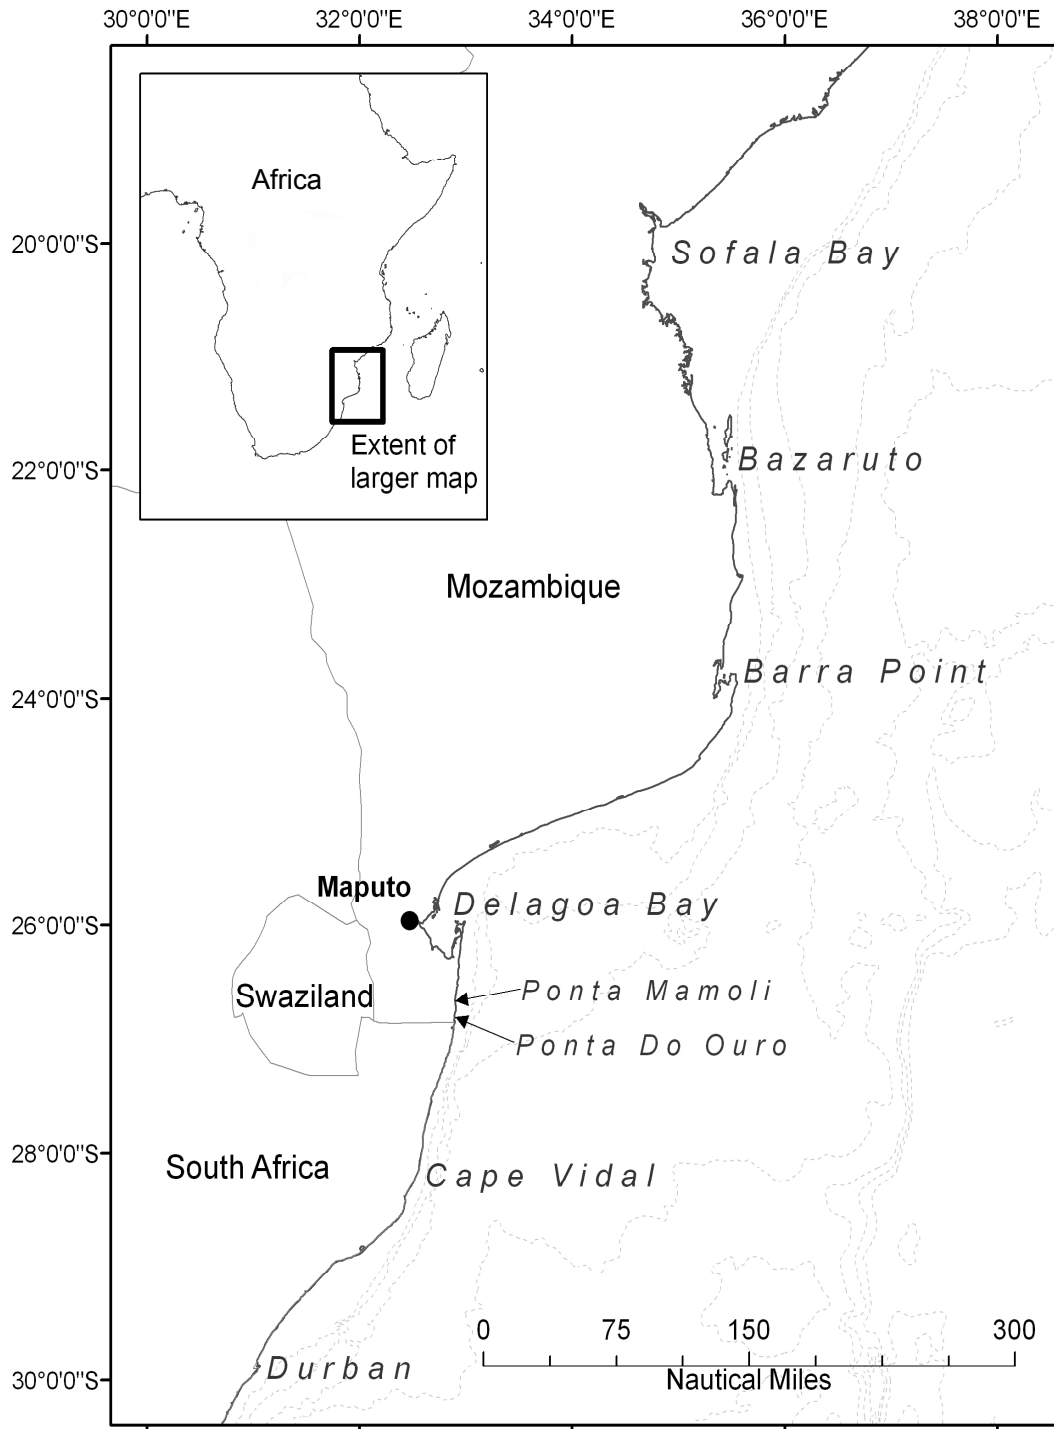 30°0'0"E 32°0'0"E 34°0'0"E 36°0'0"E 38°0'0"E
Africa
20°0'0"S
Sofala Bay
Extent of
larger map
Bazaruto
22°0'0"S
Mozambique
Barra Point
24°0'0"S
Maputo
Delagoa Bay
26°0'0"S
Swaziland
Ponta Mamoli
Ponta Do Ouro
28°0'0"S
South Africa
Cape Vidal
0 75 150 300
Nautical Miles
Durban
30°0'0"S